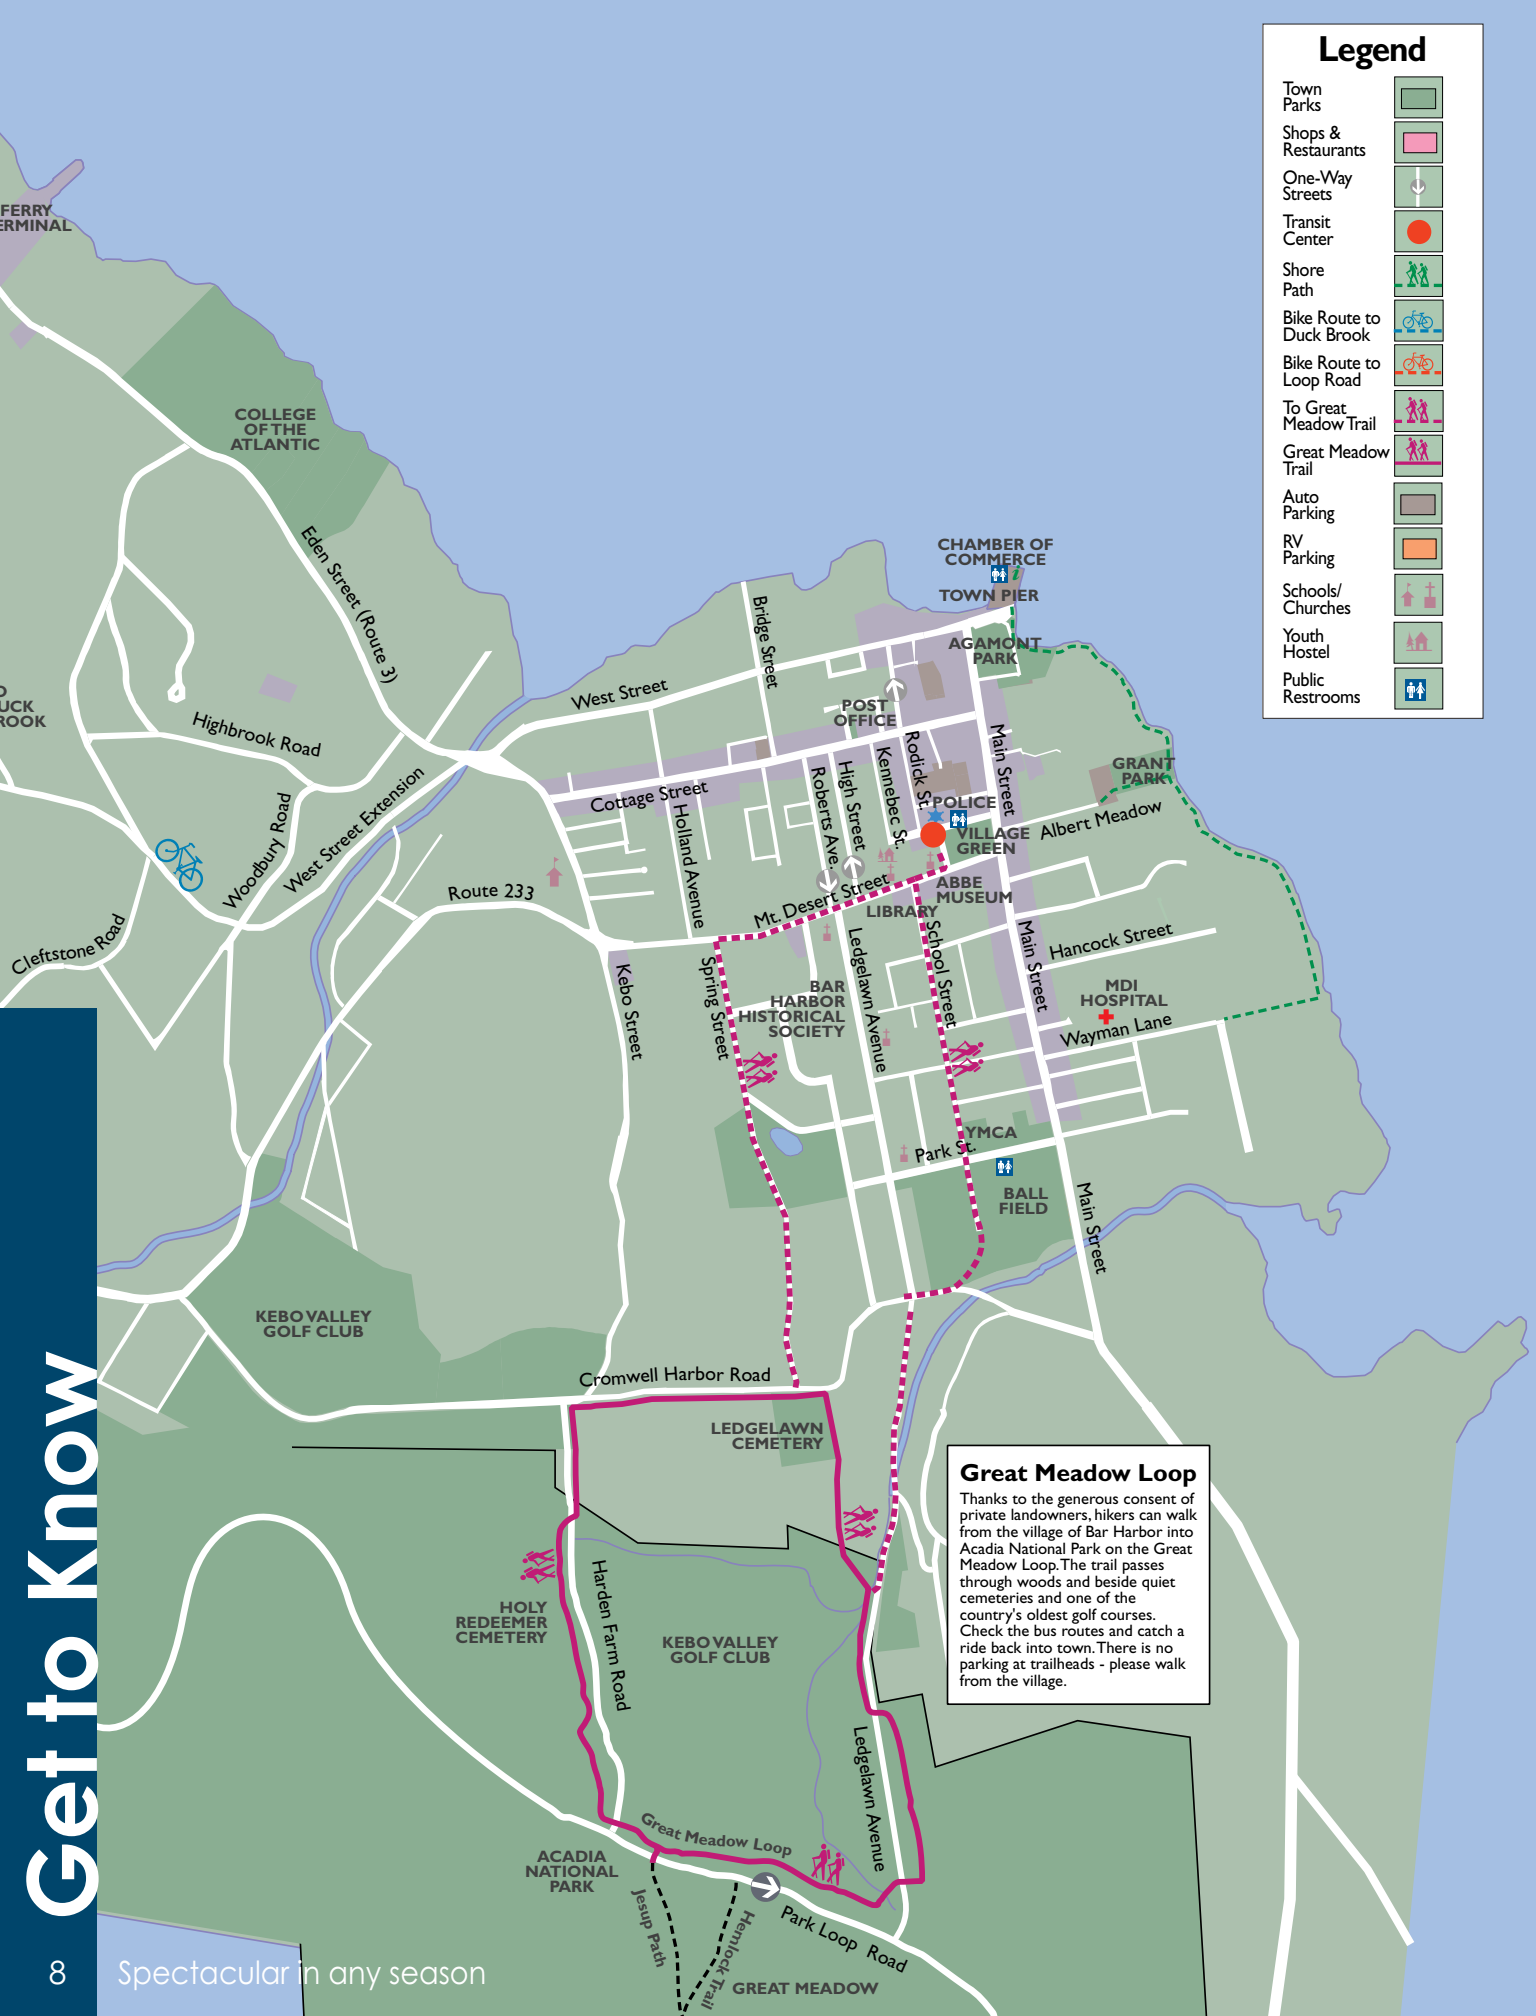 Legend
Town
Parks
Shops &
Restaurants
One-Way
Streets
Transit
Center
Shore
Path
Bike Route to
Duck Brook
Bike Route to
Loop Road
To Great
Meadow Trail
Great Meadow
Trail
Auto
Parking
RV
Parking
Schools/
Churches
Youth
Hostel
Public
Restrooms
FERRY
ERMINAL
COLLEGE
OF THE
ATLANTIC
Eden Street (Route 3)
CHAMBER OF
COMMERCE
i
TOWN PIER
AGAMONT
PARK
Bridge Street
West Street
POST
OFFICE
UCK
ROOK
Highbrook Road
Rodick St.
Main Street
Kennebec St.
High Street
Roberts Ave.
GRANT
PARK
Cottage Street
Holland Avenue
POLICE
VILLAGE
GREEN
Albert Meadow
Woodbury Road
West Street Extension
Route 233
Mt. Desert Street
ABBE
MUSEUM
LIBRARY
Cleftstone Road
Kebo Street
Spring Street
Ledgelawn Avenue
School Street
Main Street
Hancock Street
BAR
HARBOR
HISTORICAL
SOCIETY
MDI
HOSPITAL
Wayman Lane
YMCA
Park St.
BALL
FIELD
Main Street
KEBO VALLEY
GOLF CLUB
Cromwell Harbor Road
LEDGELAWN
CEMETERY
Great Meadow Loop
Thanks to the generous consent of
private landowners, hikers can walk
from the village of Bar Harbor into
Acadia National Park on the Great
Meadow Loop. The trail passes
through woods and beside quiet
cemeteries and one of the
country's oldest golf courses.
Check the bus routes and catch a
ride back into town. There is no
parking at trailheads - please walk
from the village.
HOLY
REDEEMER
CEMETERY
Harden Farm Road
KEBO VALLEY
GOLF CLUB
Ledgelawn Avenue
Great Meadow Loop
ACADIA
NATIONAL
PARK
Jesup Path
Hemlock Trail
Park Loop Road
GREAT MEADOW
Get to Know
8
Spectacular in any season